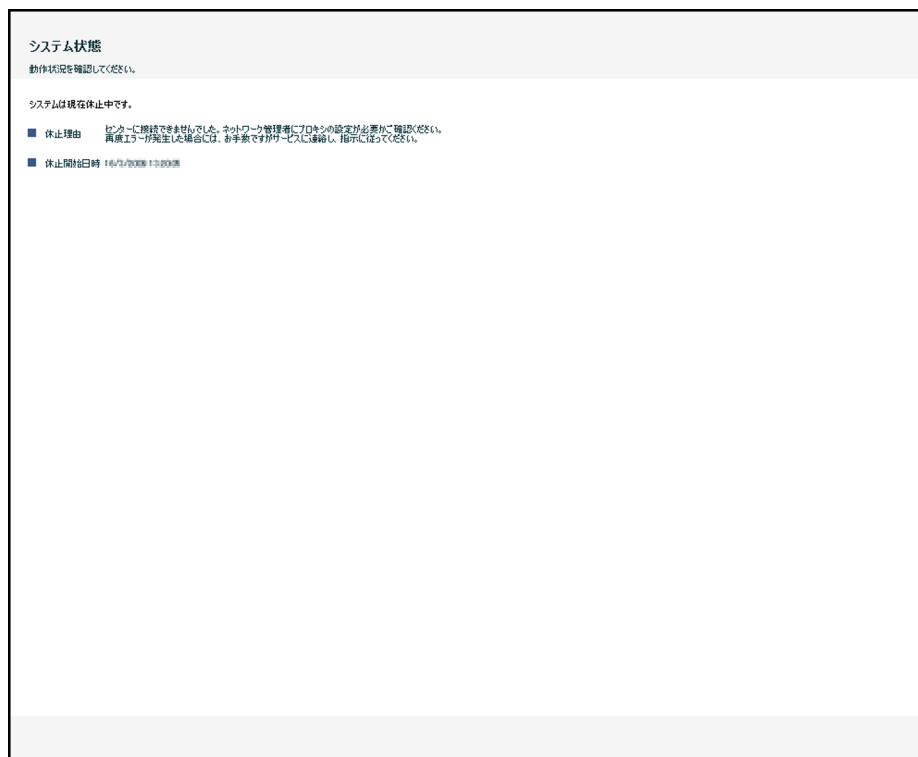 システム状態
動作状況を確認してください。
システムは現在休止中です。
休止理由 センターに接続できませんでした。ネットワーク管理者にプロキシの設定が必要かご確認ください。
再度エラーが発生した場合には、お手数ですがサービスに連絡し、指示に従ってください。
休止開始日時